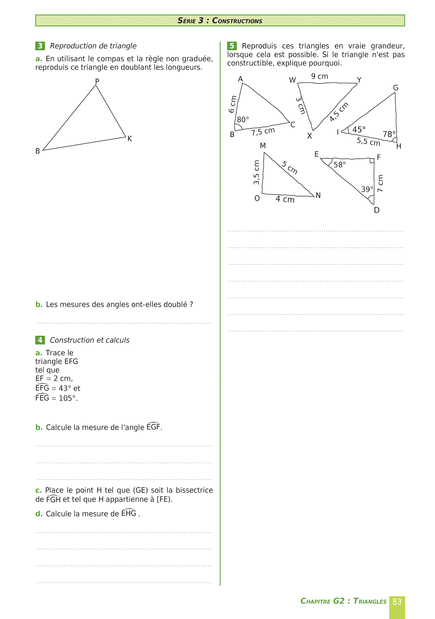 SÉRIE 3 : CONSTRUCTIONS
3 Reproduction de triangle
a. En utilisant le compas et la règle non graduée,
reproduis ce triangle en doublant les longueurs.
P
K
B
b. Les mesures des angles ont-elles doublé ?
4 Construction et calculs
a. Trace le
triangle EFG
tel que
EF = 2 cm,
EFG = 43° et
FEG = 105°.
b. Calcule la mesure de l'angle EGF.
c. Place le point H tel que (GE) soit la bissectrice
de FGH et tel que H appartienne à [FE).
d. Calcule la mesure de EHG .
5 Reproduis ces triangles en vraie grandeur,
lorsque cela est possible. Si le triangle n'est pas
constructible, explique pourquoi.
A
6 cm
80°
B
7,5 cm
C
W
9 cm
Y
3 cm
4,5 cm
X
G
I
45°
78°
5,5 cm
H
M
3,5 cm
5 cm
O
4 cm
N
E
58°
F
39°
7 cm
D
CHAPITRE G2 : TRIANGLES 83